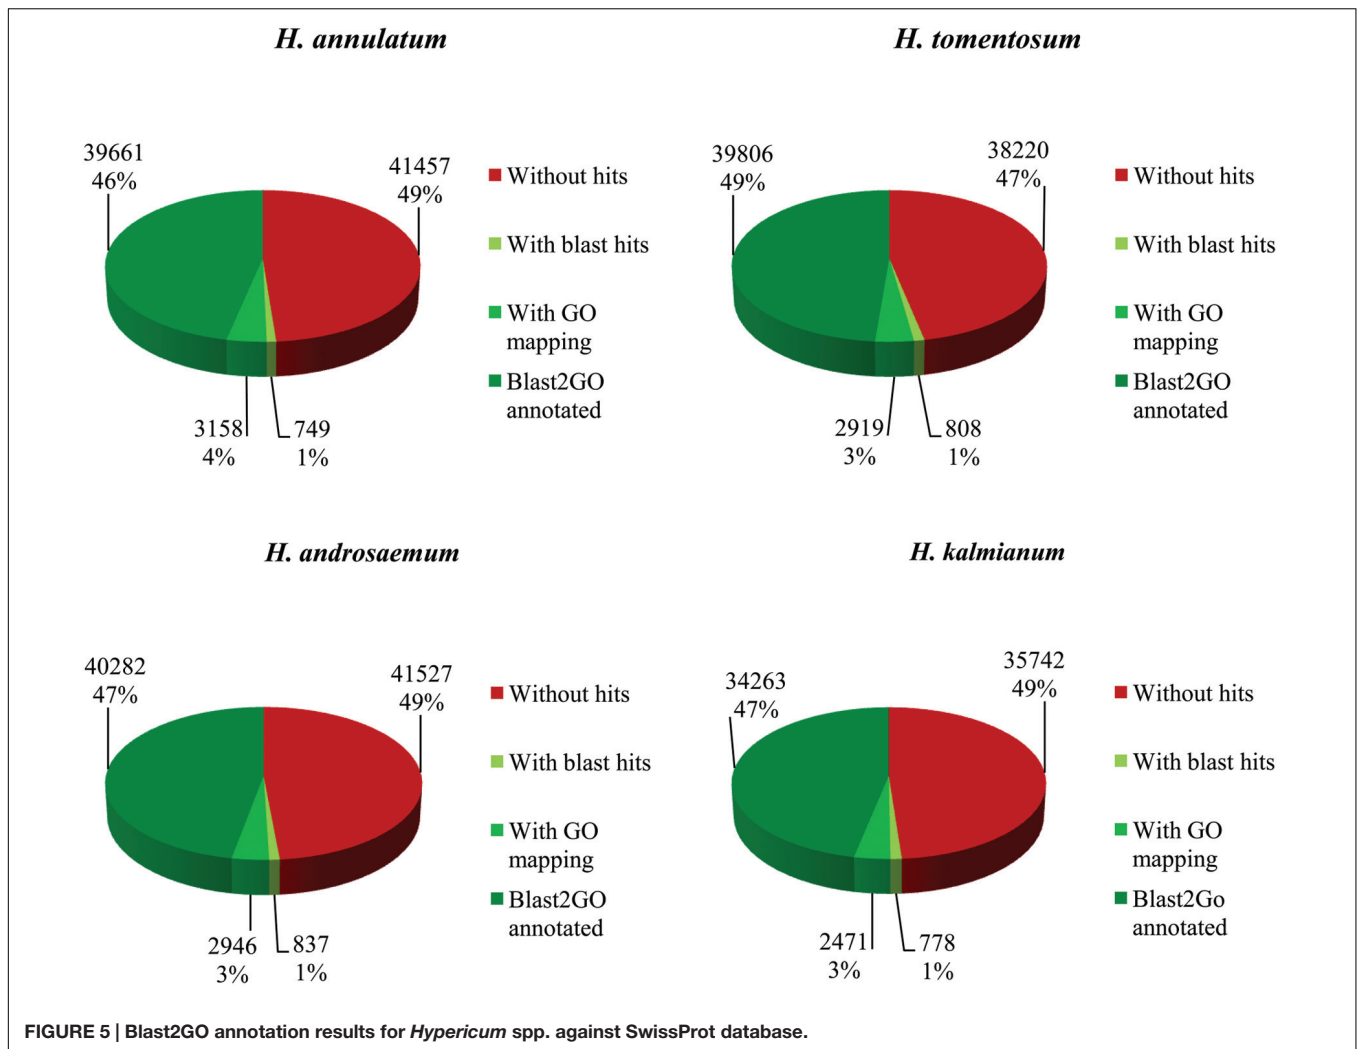 H. annulatum
39661
46%
41457
49%
3158
4%
749
1%
Without hits
With blast hits
With GO
mapping
Blast2GO
annotated
H. tomentosum
39806
49%
38220
47%
2919
3%
808
1%
Without hits
With blast hits
With GO
mapping
Blast2GO
annotated
H. androsaemum
40282
47%
41527
49%
2946
3%
837
1%
Without hits
With blast hits
With GO
mapping
Blast2GO
annotated
H. kalmianum
34263
47%
35742
49%
2471
3%
778
1%
Without hits
With blast hits
With GO
mapping
Blast2Go
annotated
FIGURE 5 | Blast2GO annotation results for Hypericum spp. against SwissProt database.